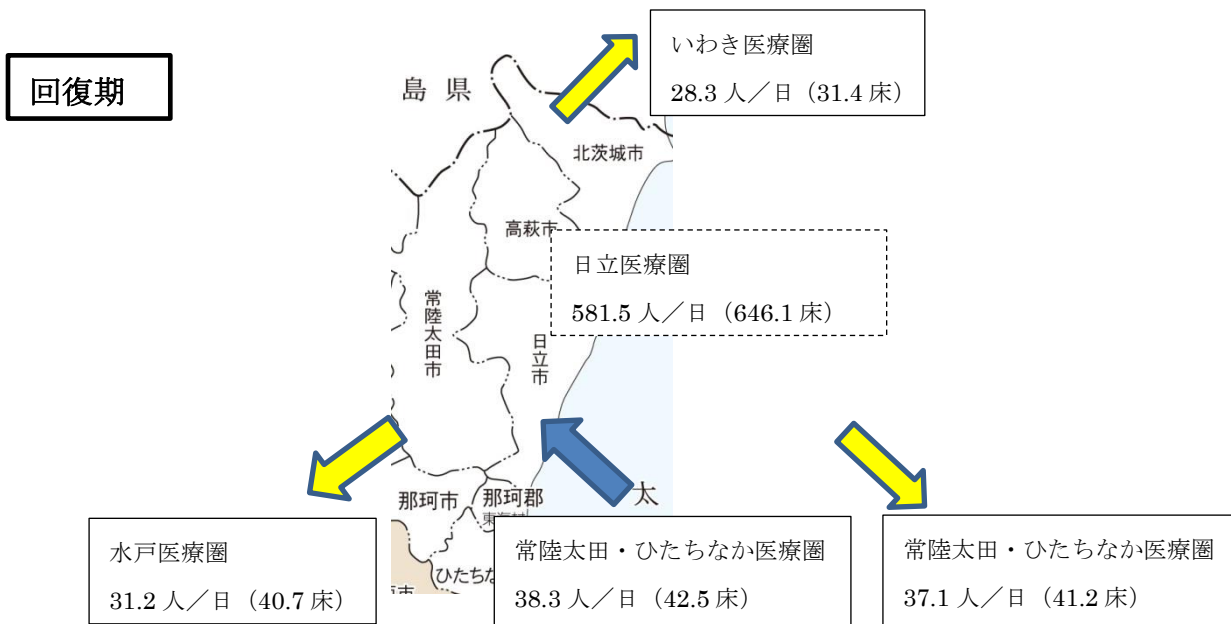 回復期
いわき医療圏
28.3 人／日（31.4 床）
島 県
北茨城市
高萩市
日立医療圏
581.5 人／日（646.1 床）
常陸太田市
日立市
那珂市
那珂郡
太
ひたちな
水戸医療圏
31.2 人／日（40.7 床）
常陸太田・ひたちなか医療圏
38.3 人／日（42.5 床）
常陸太田・ひたちなか医療圏
37.1 人／日（41.2 床）